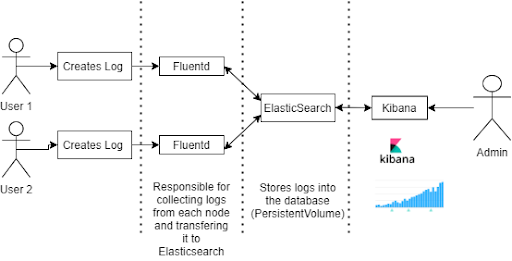 Creates Log
Fluentd
User 1
ElasticSearch
Kibana
Creates Log
Fluentd
User 2
kibana
Admin
Responsible for
collecting logs
from each node
and transfering
it to
Elasticsearch
Stores logs into
the database
(PersistentVolume)